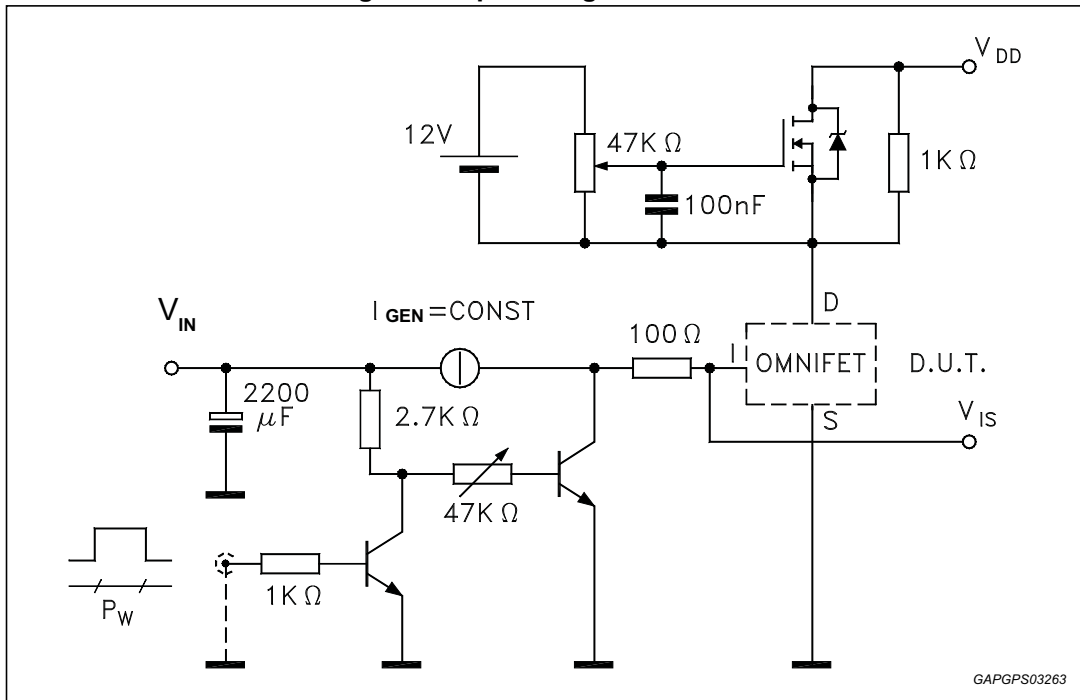 V DD
12V
47K Ω
1K Ω
100nF
V IN
I GEN =CONST
D
100 Ω
I
OMNIFET
D.U.T.
2200
μF
2.7K Ω
S
V IS
47K Ω
1K Ω
P W
GAPGPS03263